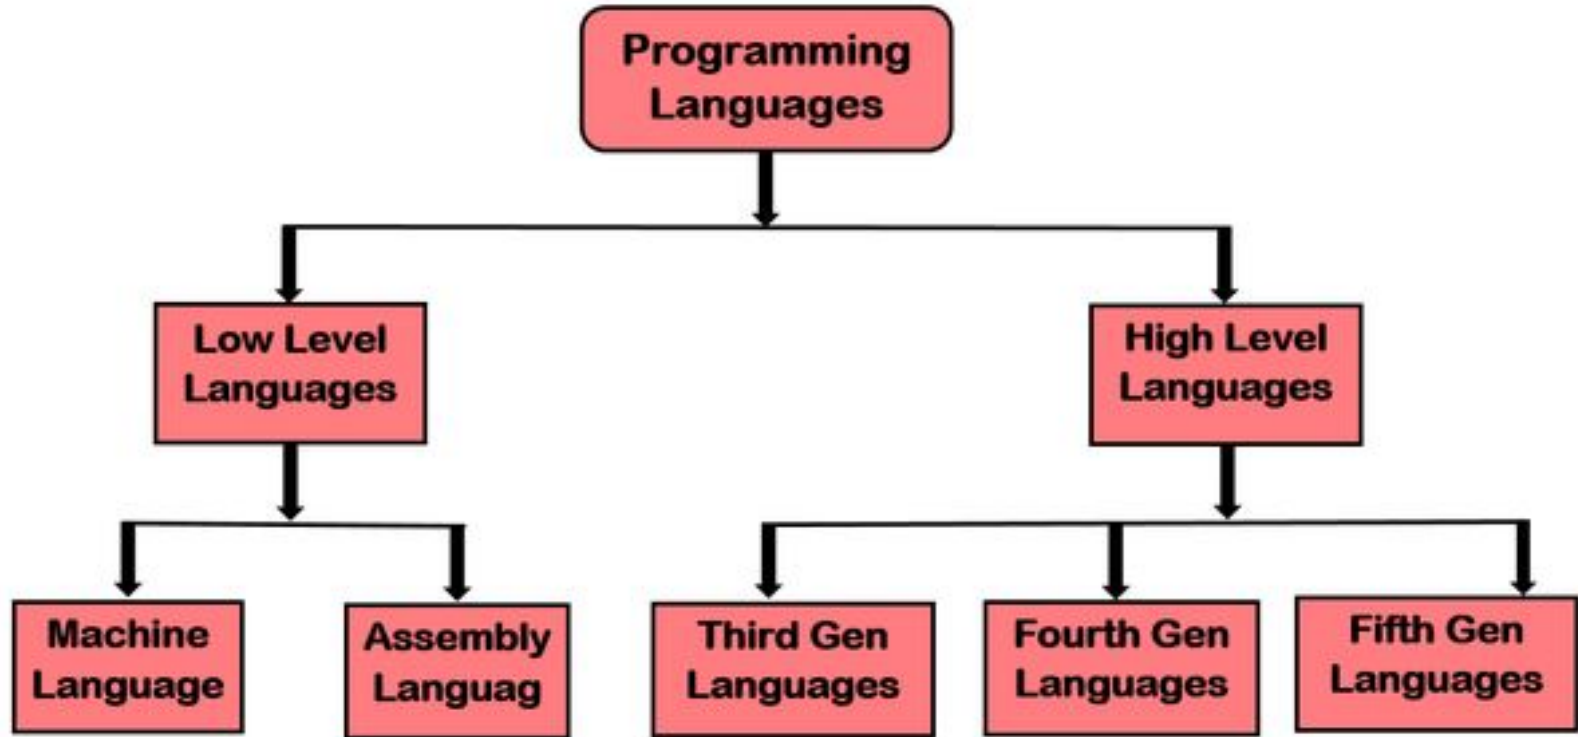 Programming
Languages
Low Level
Languages
High Level
Languages
Machine
Language
Assembly
Languag
Third Gen
Languages
Fourth Gen
Languages
Fifth Gen
Languages